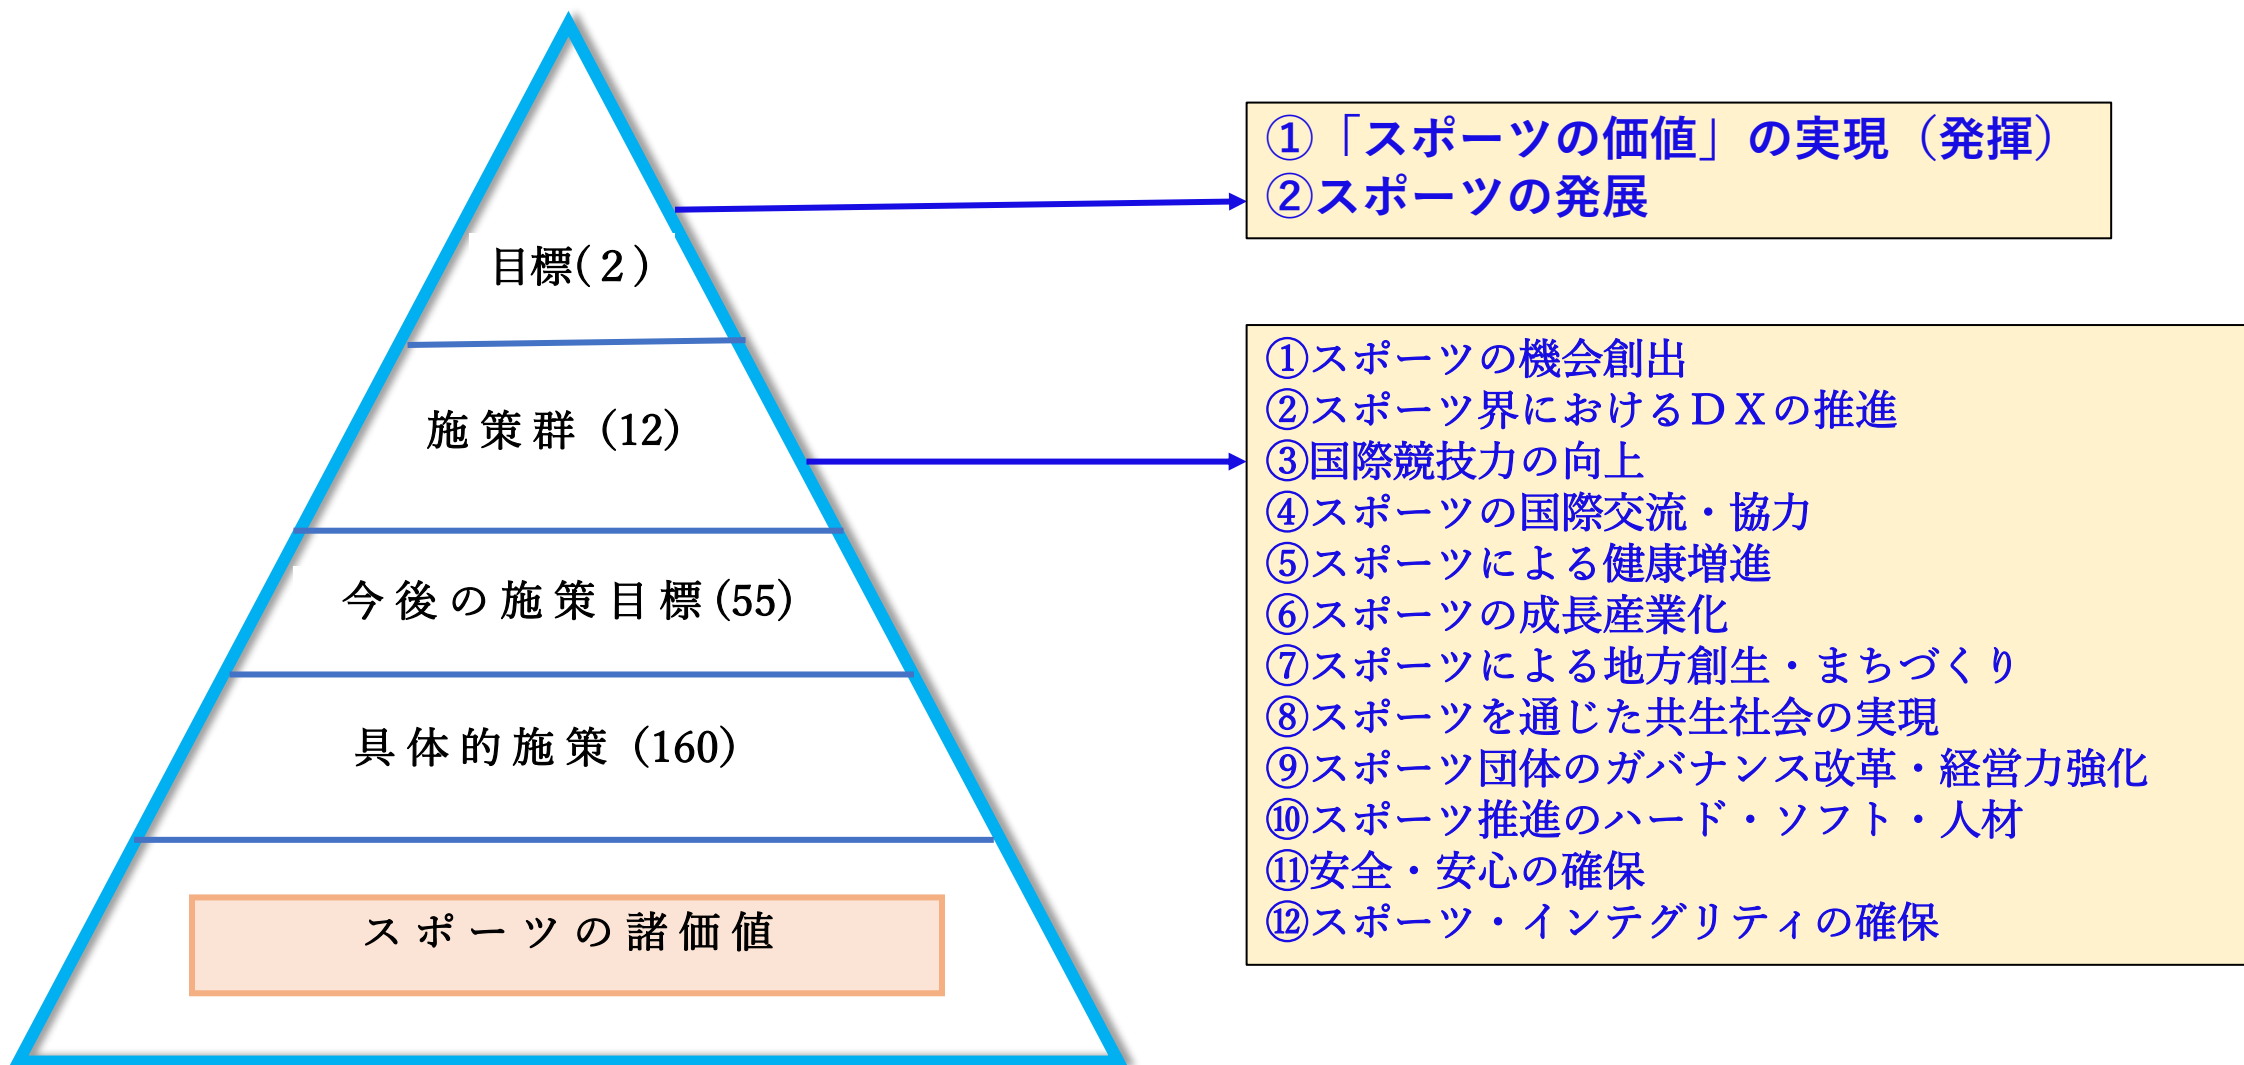 目標(２)
施策群 (12)
今後の施策目標(55)
具体的施策 (160)
スポーツの諸価値
①「スポーツの価値」の実現（発揮）
②スポーツの発展
①スポーツの機会創出
②スポーツ界におけるＤＸの推進
③国際競技力の向上
④スポーツの国際交流・協力
⑤スポーツによる健康増進
⑥スポーツの成長産業化
⑦スポーツによる地方創生・まちづくり
⑧スポーツを通じた共生社会の実現
⑨スポーツ団体のガバナンス改革・経営力強化
⑩スポーツ推進のハード・ソフト・人材
⑪安全・安心の確保
⑫スポーツ・インテグリティの確保